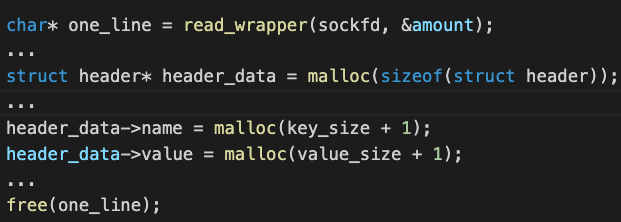 char* one_line = read_wrapper(sockfd, &amount);
...
struct header* header_data = malloc(sizeof(struct header));
...
header_data->name = malloc(key_size + 1);
header_data->value = malloc(value_size + 1);
...
free(one_line);